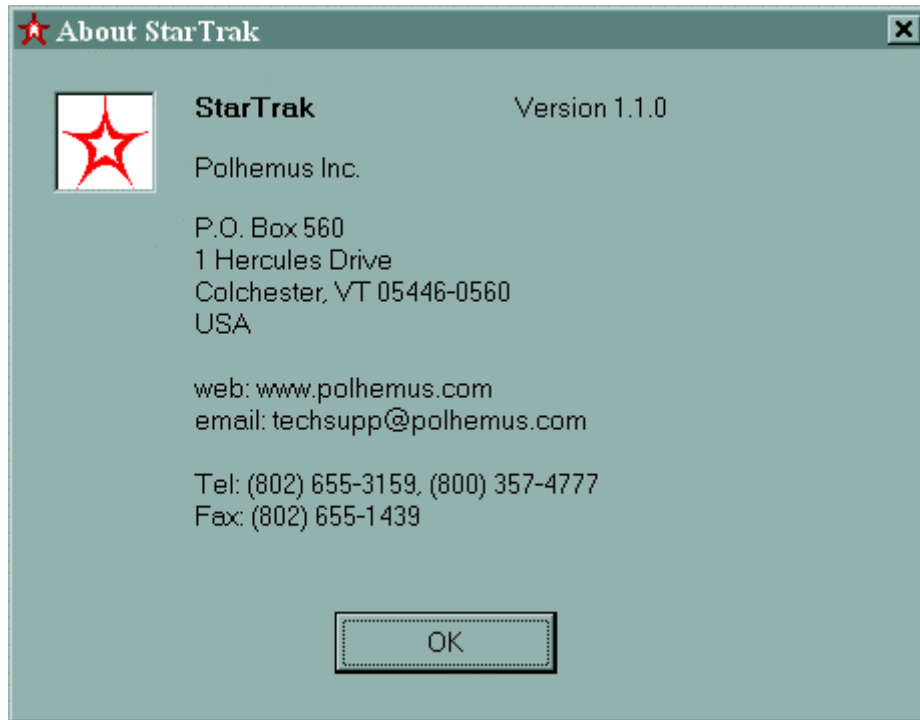 About StarTrak
StarTrak Version 1.1.0
Polhemus Inc.
P.O. Box 560
1 Hercules Drive
Colchester, VT 05446-0560
USA
web: www.polhemus.com
email: techsupp@polhemus.com
Tel: (802) 655-3159, (800) 357-4777
Fax: (802) 655-1439
OK